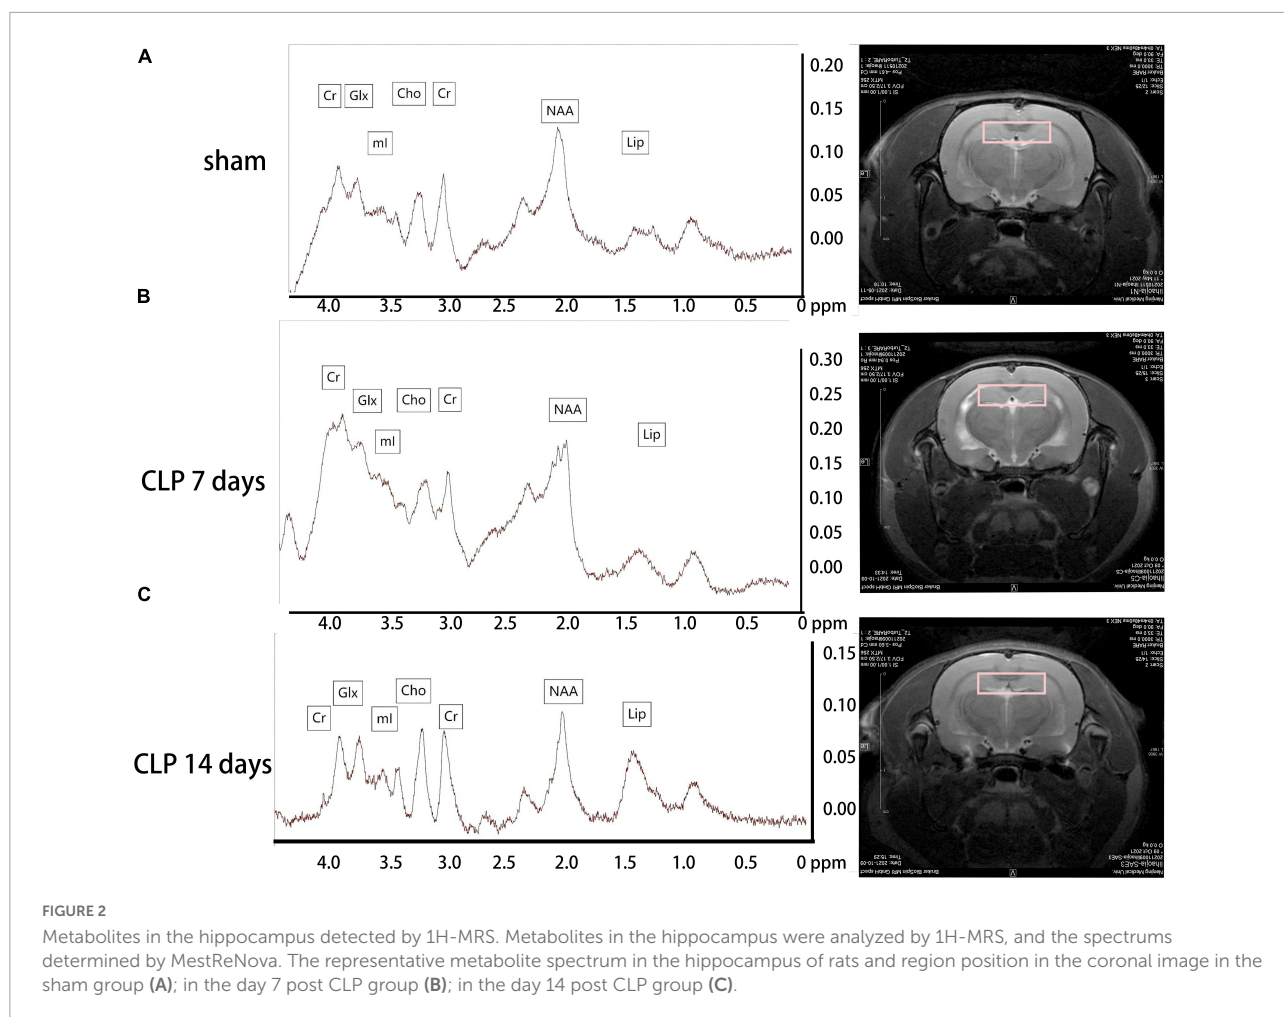 A
Cr
Glx
Cho
Cr
mI
NAA
Lip
sham
0.20
0.15
0.10
0.05
0.00
4.0 3.5 3.0 2.5 2.0 1.5 1.0 0.5 0 ppm
B
Cr
Glx
Cho
Cr
mI
NAA
Lip
CLP 7 days
0.30
0.25
0.20
0.15
0.10
0.05
0.00
4.0 3.5 3.0 2.5 2.0 1.5 1.0 0.5 0 ppm
C
Cr
Glx
mI
Cho
Cr
NAA
Lip
CLP 14 days
0.15
0.10
0.05
0.00
4.0 3.5 3.0 2.5 2.0 1.5 1.0 0.5 0 ppm
FIGURE 2
Metabolites in the hippocampus detected by 1H-MRS. Metabolites in the hippocampus were analyzed by 1H-MRS, and the spectrums
determined by MestReNova. The representative metabolite spectrum in the hippocampus of rats and region position in the coronal image in the
sham group (A); in the day 7 post CLP group (B); in the day 14 post CLP group (C).